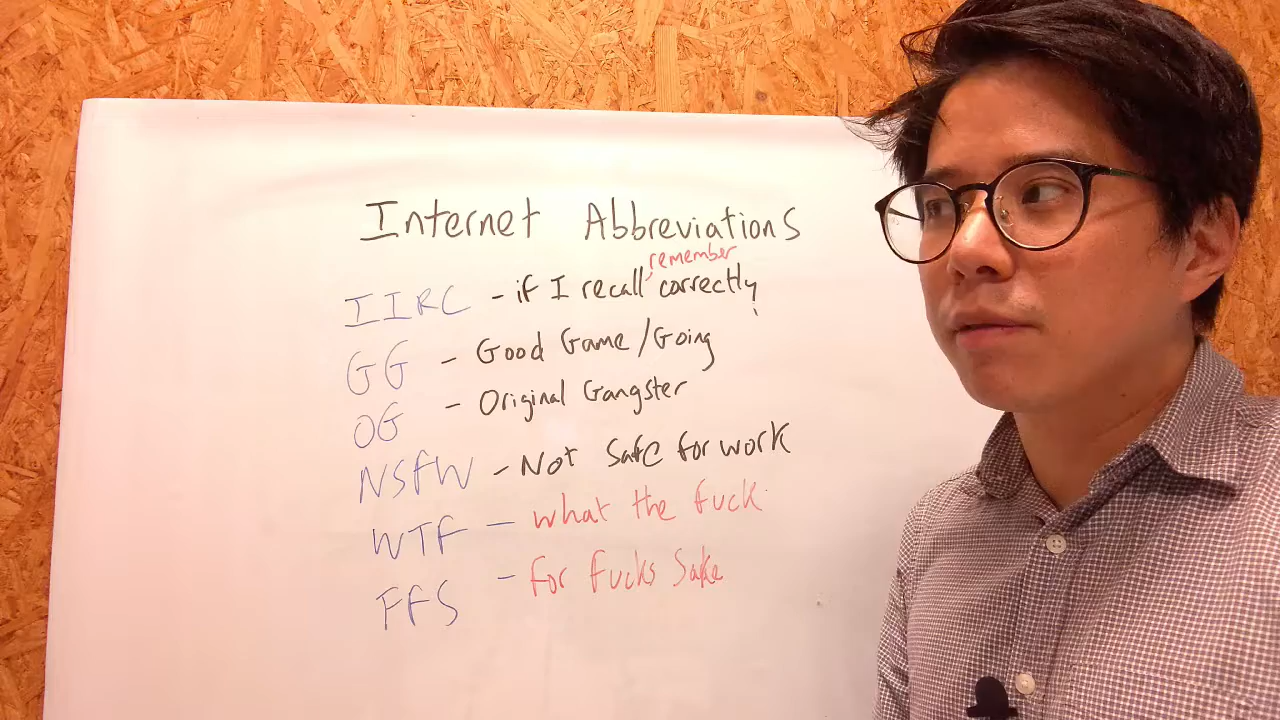 Internet Abbreviations
remember
IIRC - if I recall, correctly
GG - Good Game / Going
OG - Original Gangster
NSFW - Not Safe for work
WTF - what the fuck
FFS - for fucks sake